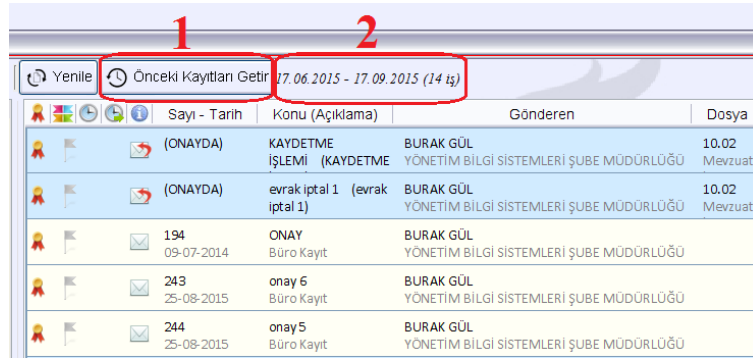 1 2
Yenile Önceki Kayıtları Getir 17.06.2015 - 17.09.2015 (14 iş)
Sayı - Tarih Konu (Açıklama) Gönderen Dosya
(ONAYDA) KAYDETME BURAK GÜL 10.02
İŞLEMİ (KAYDETME YÖNETİM BİLGİ SİSTEMLERİ ŞUBE MÜDÜRLÜĞÜ Mevzuat
(ONAYDA) evrak iptal 1 (evrak BURAK GÜL 10.02
iptal 1) YÖNETİM BİLGİ SİSTEMLERİ ŞUBE MÜDÜRLÜĞÜ Mevzuat
194 ONAY BURAK GÜL
09-07-2014 Büro Kayıt YÖNETİM BİLGİ SİSTEMLERİ ŞUBE MÜDÜRLÜĞÜ
243 onay 6 BURAK GÜL
25-08-2015 Büro Kayıt YÖNETİM BİLGİ SİSTEMLERİ ŞUBE MÜDÜRLÜĞÜ
244 onay 5 BURAK GÜL
25-08-2015 Büro Kayıt YÖNETİM BİLGİ SİSTEMLERİ ŞUBE MÜDÜRLÜĞÜ